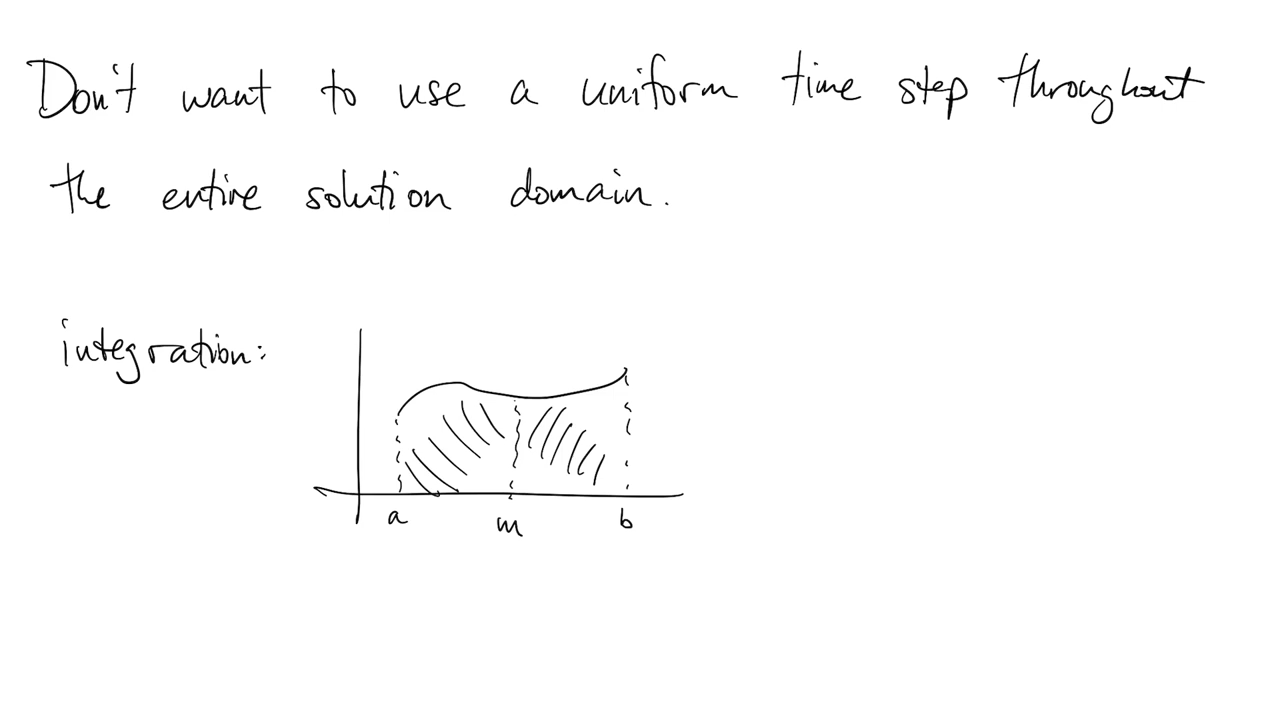 Don't want to use a uniform time step throughout
the entire solution domain.
integration:
a m b